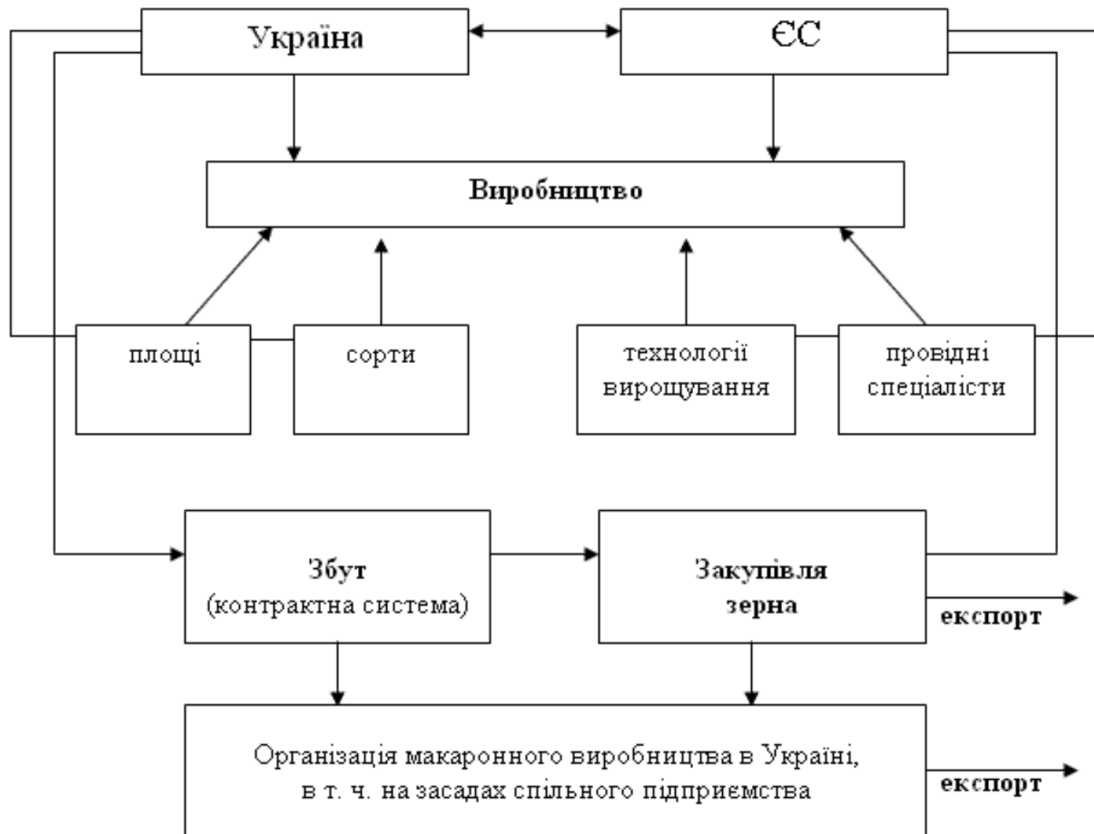 Україна
ЄС
Виробництво
площі
сорти
технології
вирощування
провідні
спеціалісти
Збут
(контрактна система)
Закупівля
зерна
експорт
Організація макаронного виробництва в Україні,
в т. ч. на засадах спільного підприємства
експорт